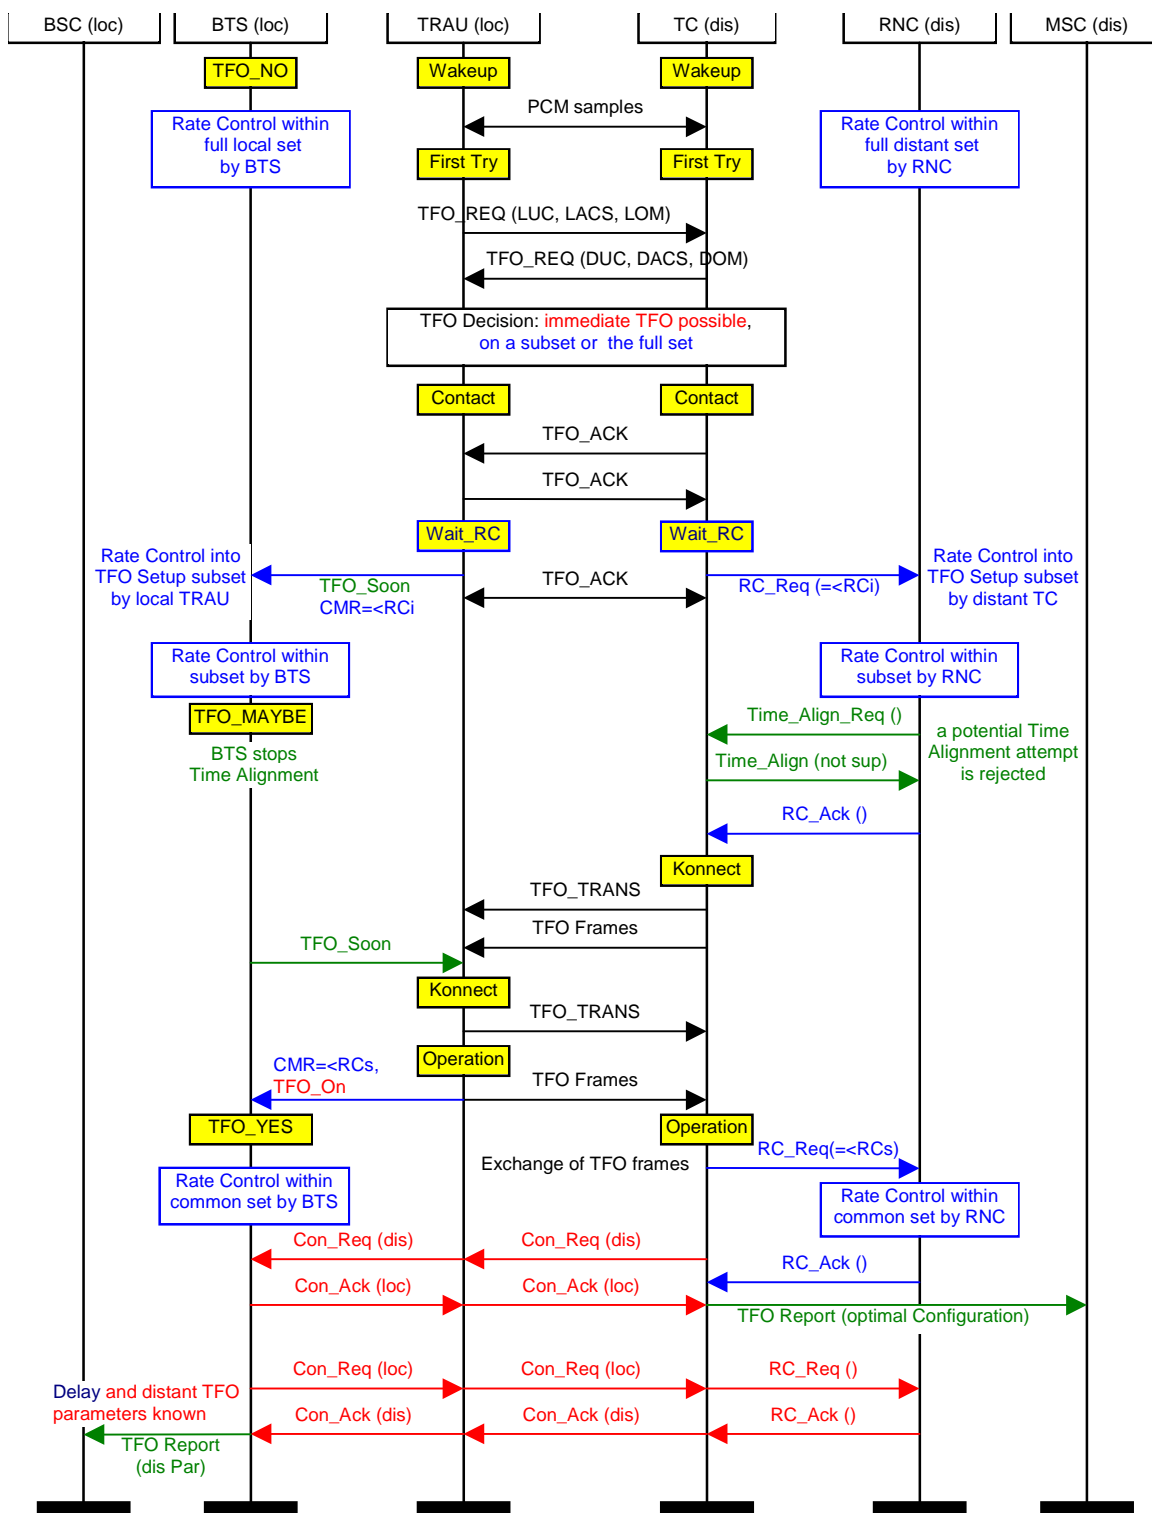 BSC (loc)
BTS (loc)
TRAU (loc)
TC (dis)
RNC (dis)
MSC (dis)
TFO_NO
Wakeup
Wakeup
PCM samples
Rate Control within
full local set
by BTS
Rate Control within
full distant set
by RNC
First Try
First Try
TFO_REQ (LUC, LACS, LOM)
TFO_REQ (DUC, DACS, DOM)
TFO Decision: immediate TFO possible,
on a subset or the full set
Contact
Contact
TFO_ACK
TFO_ACK
Wait_RC
Wait_RC
Rate Control into
TFO Setup subset
by local TRAU
TFO_Soon
CMR=<RCi
TFO_ACK
RC_Req (=<RCi)
Rate Control into
TFO Setup subset
by distant TC
Rate Control within
subset by BTS
Rate Control within
subset by RNC
TFO_MAYBE
BTS stops
Time Alignment
Time_Align_Req ()
a potential Time
Alignment attempt
is rejected
Time_Align (not sup)
RC_Ack ()
Konnect
TFO_TRANS
TFO Frames
TFO_Soon
Konnect
TFO_TRANS
Operation
CMR=<RCs,
TFO_On
TFO Frames
TFO_YES
Operation
Exchange of TFO frames
RC_Req(=<RCs)
Rate Control within
common set by BTS
Rate Control within
common set by RNC
Con_Req (dis)
Con_Req (dis)
RC_Ack ()
Con_Ack (loc)
Con_Ack (loc)
TFO Report (optimal Configuration)
Con_Req (loc)
Con_Req (loc)
RC_Req ()
Delay and distant TFO
parameters known
Con_Ack (dis)
Con_Ack (dis)
RC_Ack ()
TFO Report
(dis Par)